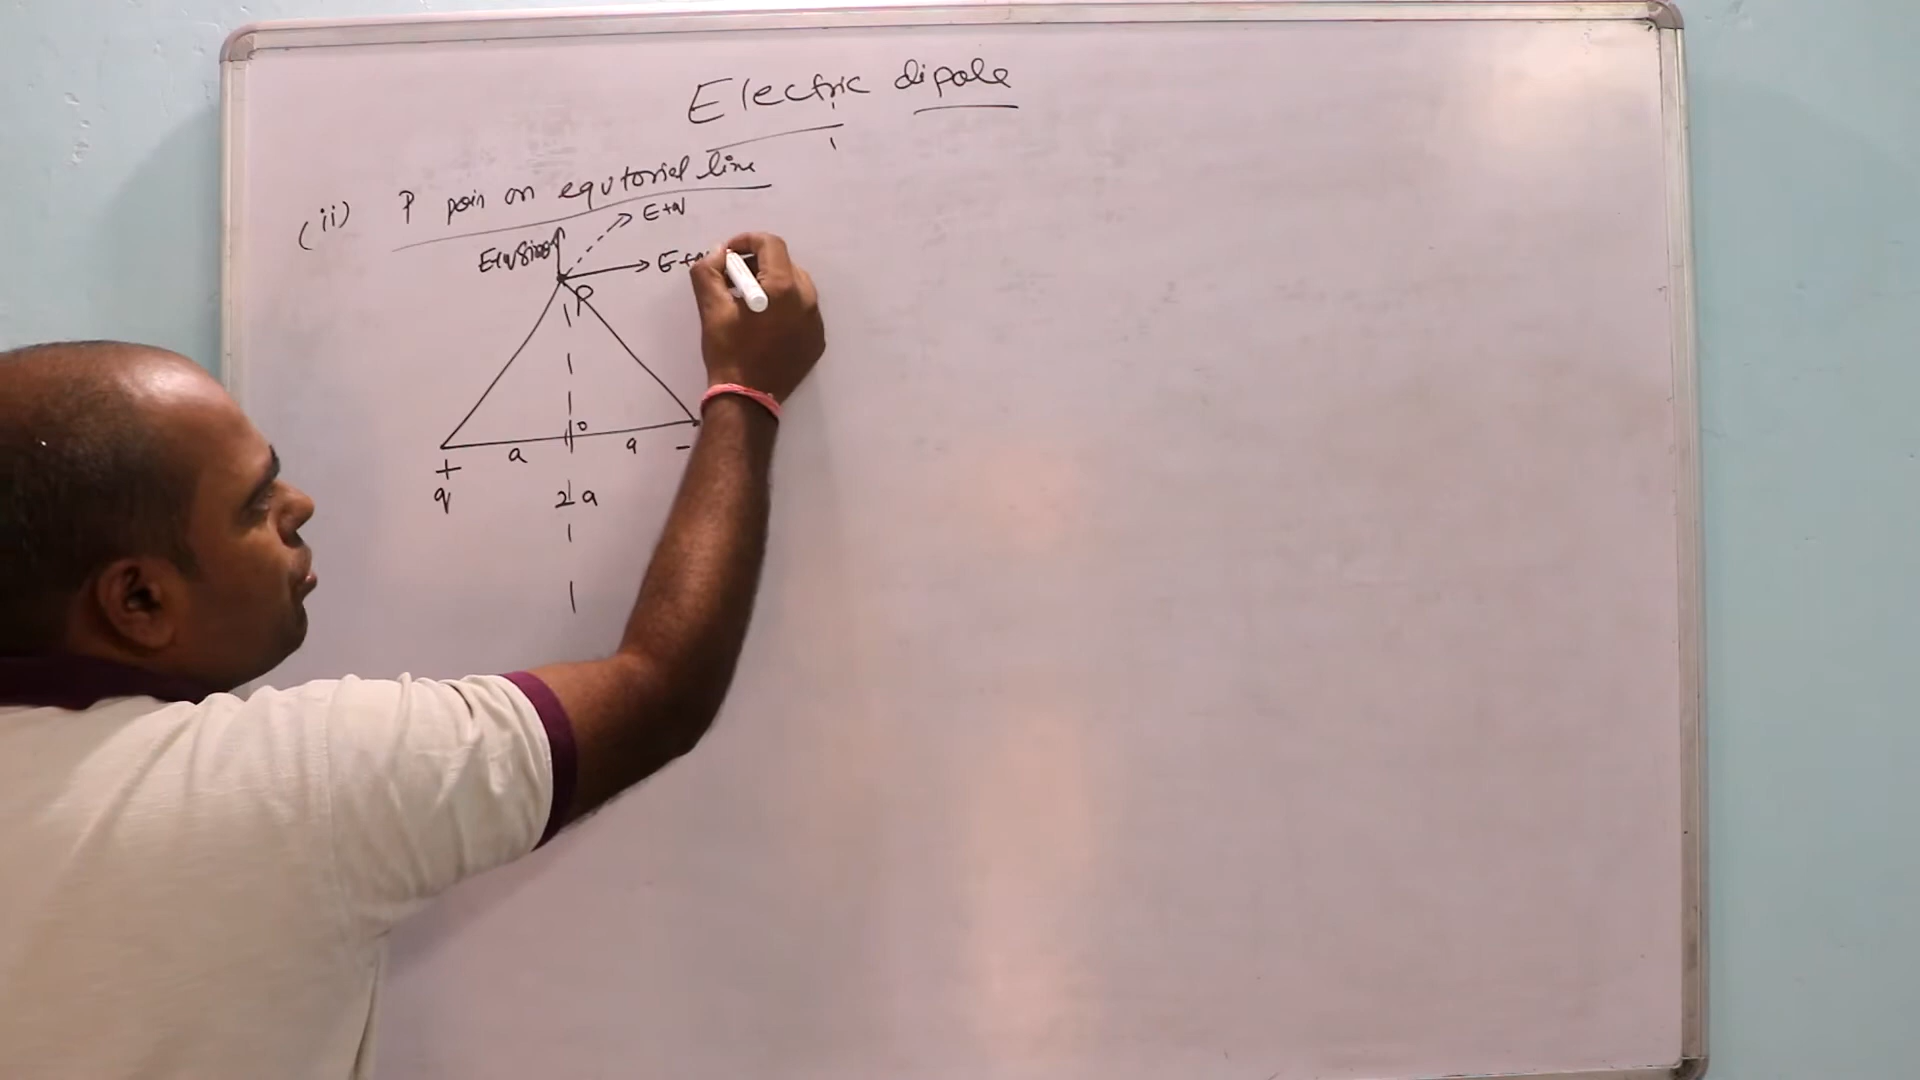 Electric dipole
(ii) P poin on equtorial line
E+q
E+q sinθ
E+q
P
o
a a
+ -
q 2a